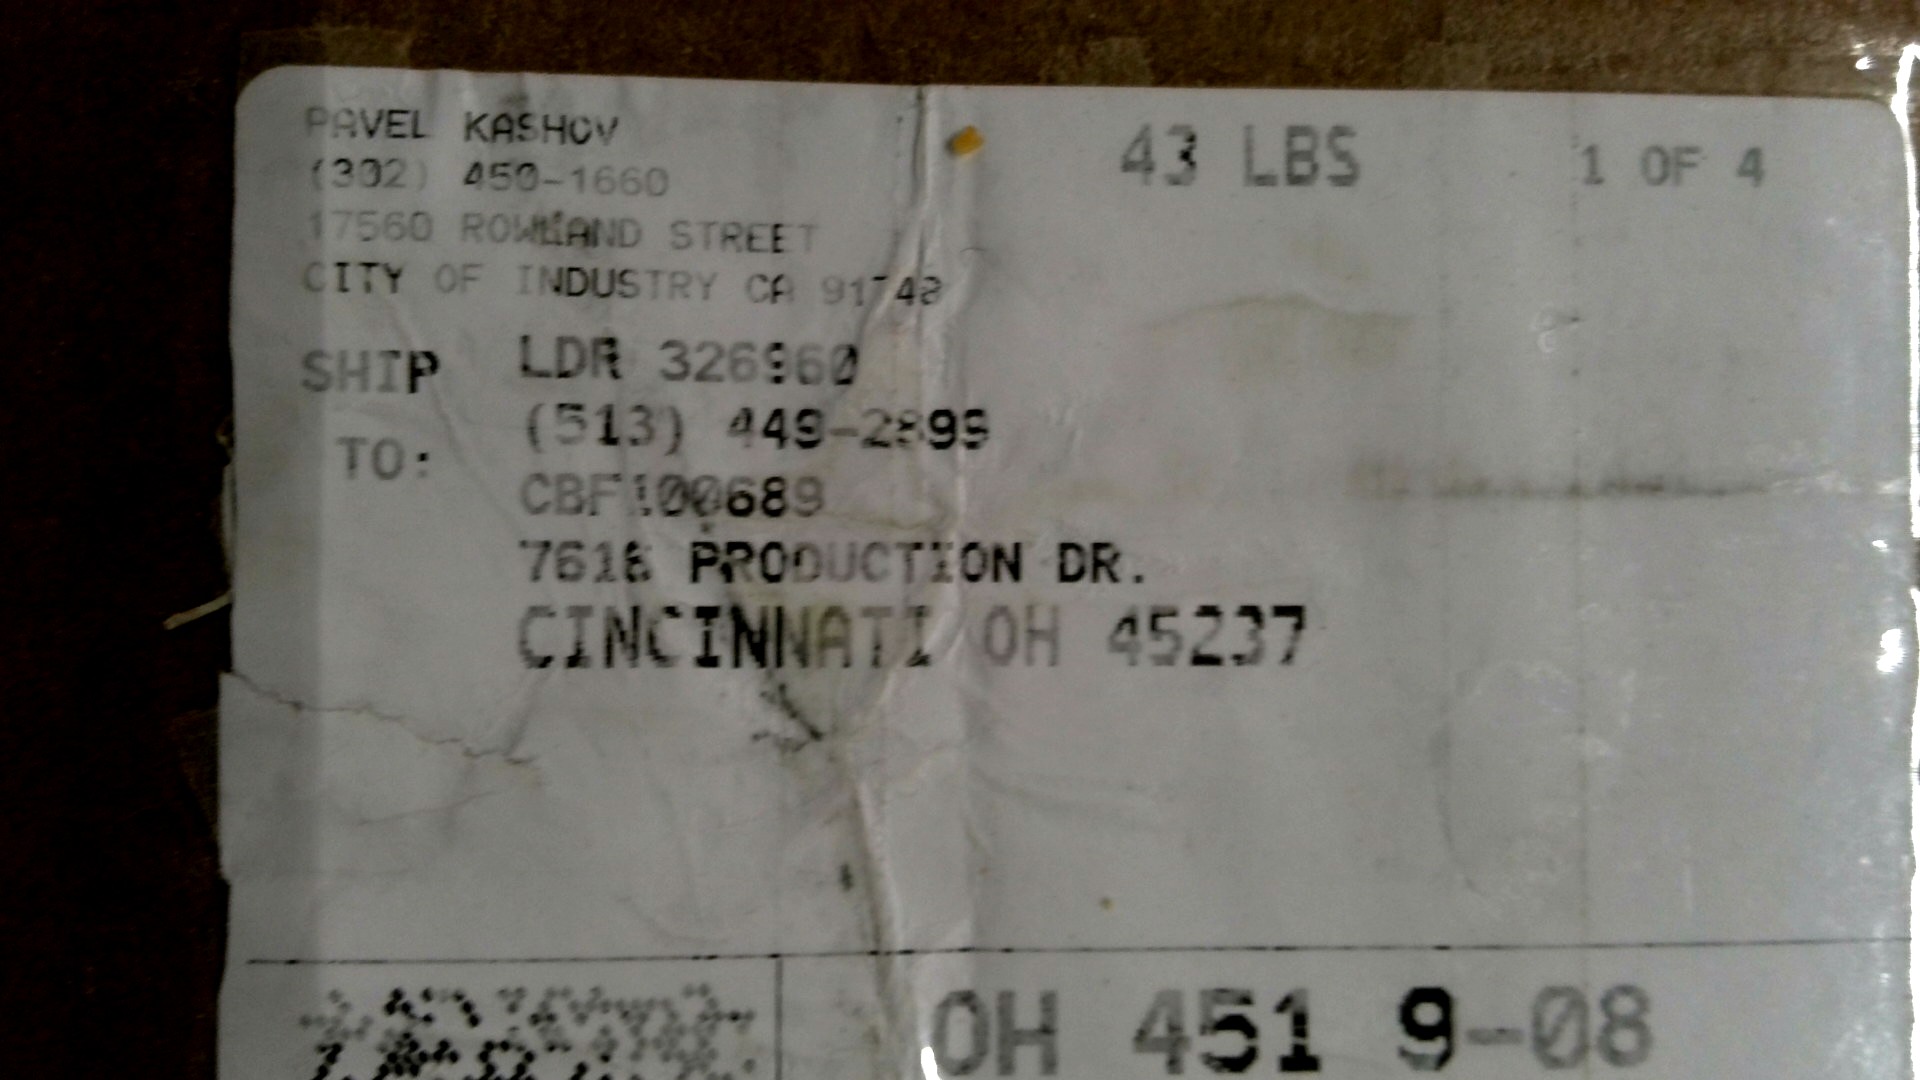 PAVEL KASHOV
(302) 450-1660
17560 ROWLAND STREET
CITY OF INDUSTRY CA 91748
43 LBS
1 OF 4
SHIP TO:
LDR 326960
(513) 449-2899
CBF100689
7618 PRODUCTION DR.
CINCINNATI OH 45237
OH 451 9-08